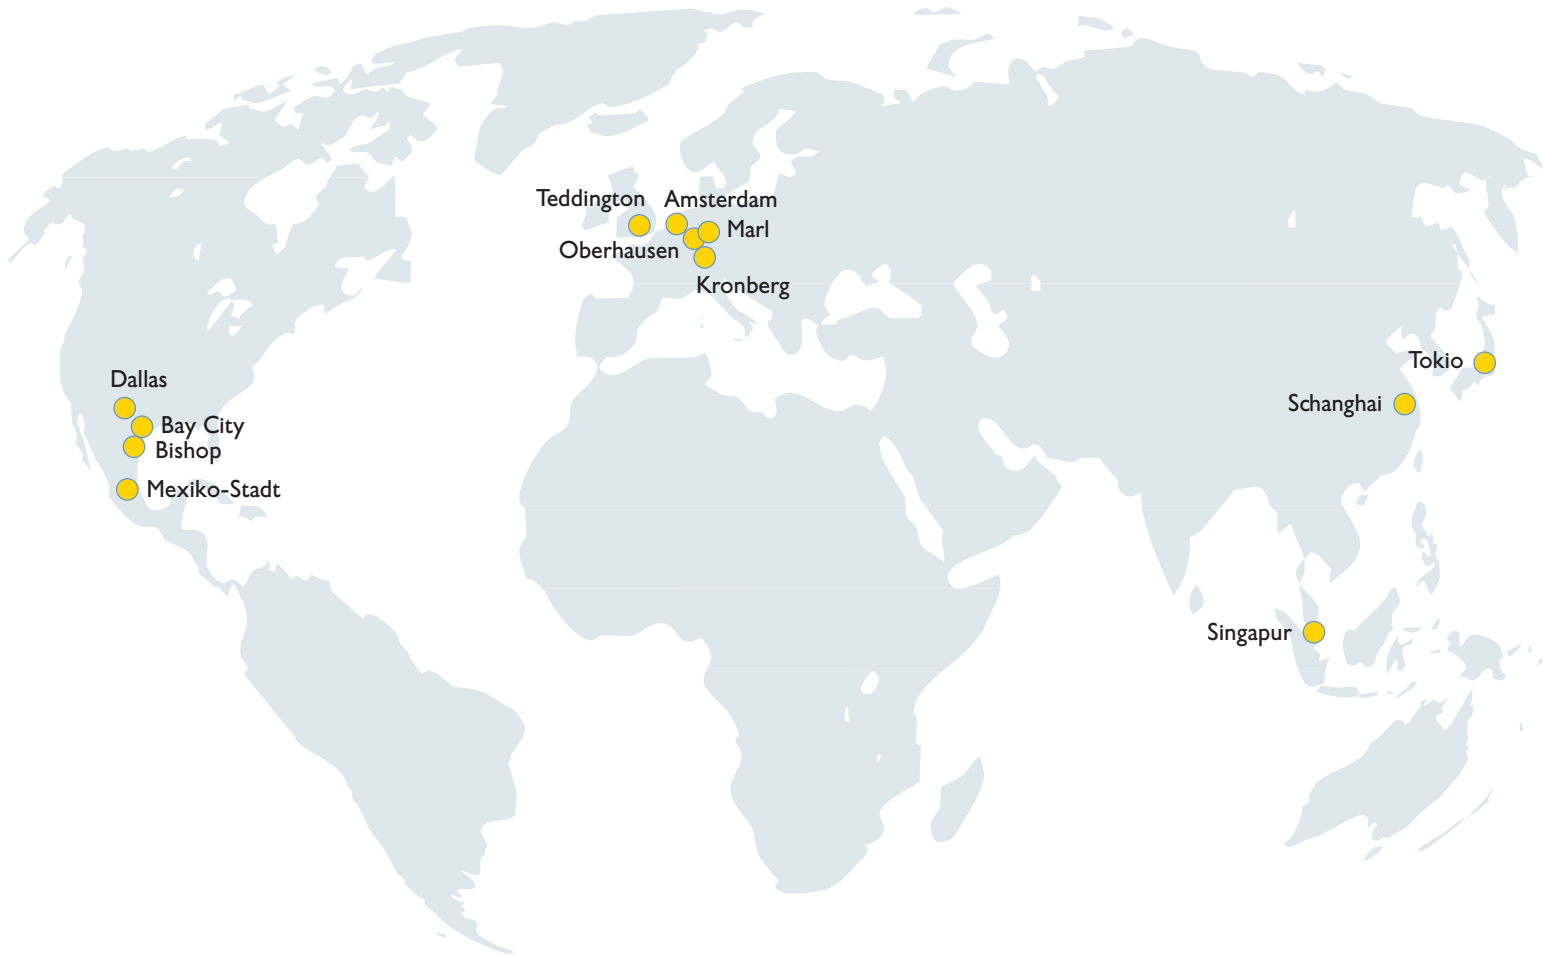 Teddington
Amsterdam
Marl
Oberhausen
Kronberg
Dallas
Bay City
Bishop
Mexiko-Stadt
Tokio
Schanghai
Singapur